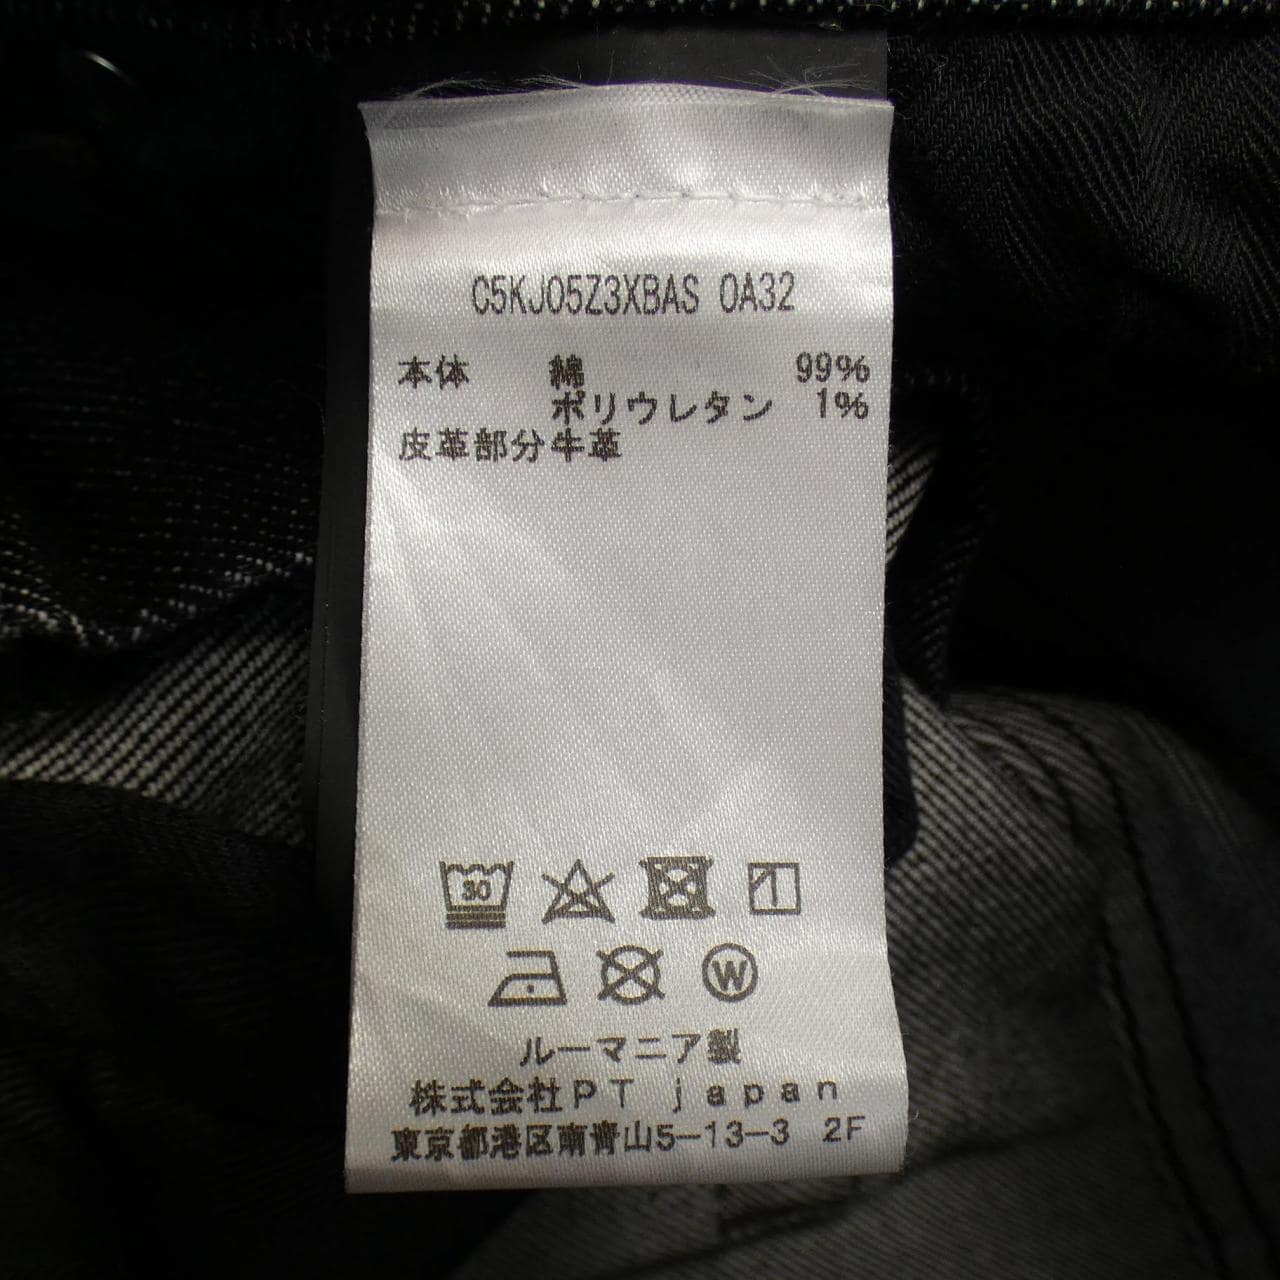 C5KJ05Z3XBAS 0A32
本体 綿 99%
ポリウレタン 1%
皮革部分牛革
30
W
ルーマニア製
株式会社PT japan
東京都港区南青山5-13-3 2F